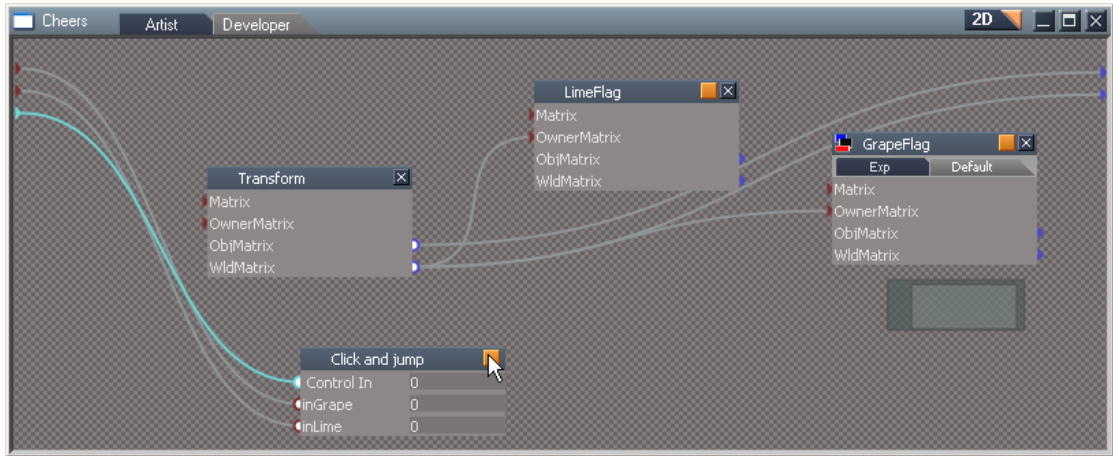 Cheers
Artist
Developer
2D
LimeFlag
Matrix
OwnerMatrix
ObjMatrix
WldMatrix
GrapeFlag
Exp
Default
Matrix
OwnerMatrix
ObjMatrix
WldMatrix
Transform
Matrix
OwnerMatrix
ObjMatrix
WldMatrix
Click and jump
Control In 0
inGrape 0
inLime 0